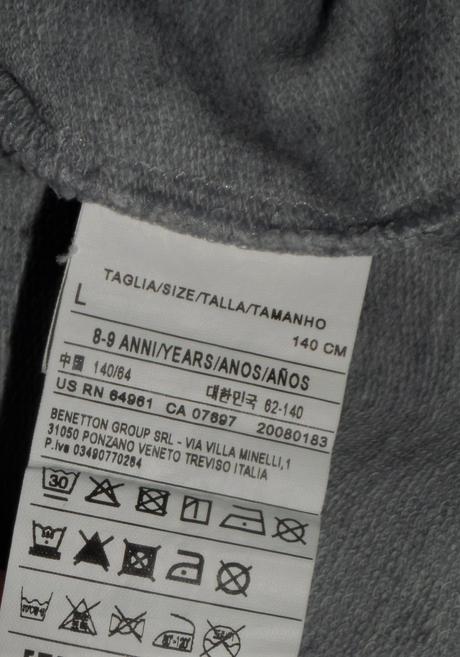 TAGLIA/SIZE/TALLA/TAMANHO
L
140 CM
8-9 ANNI/YEARS/ANOS/AÑOS
中國 140/64 대한민국 62-140
US RN 64961 CA 07697 20080183
BENETTON GROUP SRL - VIA VILLA MINELLI,1
31050 PONZANO VENETO TREVISO ITALIA
P.iva 03490770264
30